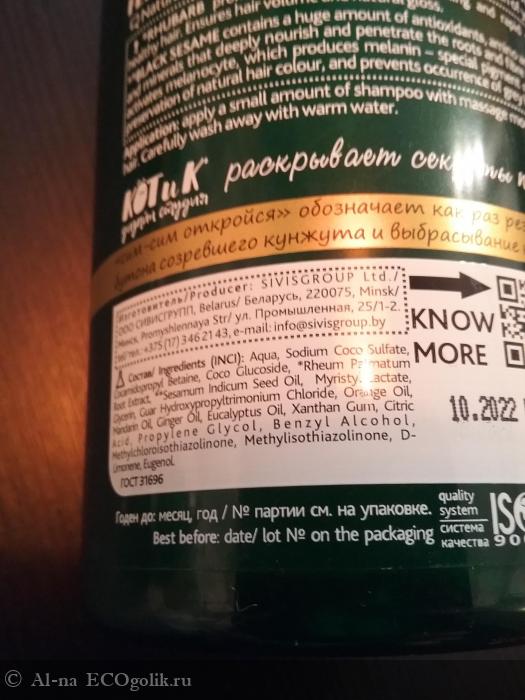 *RHUBARB
hair. Ensures hair volume and natural gloss.
*BLACK SESAME contains a huge amount of antioxidants,
minerals that deeply nourish and penetrate the roots and
melanocyte, which produces melanin – special
of natural hair colour, and prevents occurrence of
Application: apply a small amount of shampoo with massage
hair. Carefully wash away with warm water.
КОТиК
раскрывает
«сим-сим откройся» обозначает как раз
бутона созревшего кунжута и выбрасывание
Изготовитель/Producer: SIVISGROUP Ltd./
ООО СИВИСГРУПП, Belarus/ Беларусь, 220075, Minsk/
Минск, Promyshlennaya Str/ ул. Промышленная, 25/1-2.
тел.: +375 (17) 346 21 43, e-mail: info@sivisgroup.by
KNOW
MORE
Состав/ Ingredients (INCI): Aqua, Sodium Coco Sulfate,
Cocamidopropyl Betaine, Coco Glucoside, *Rheum Palmatum
Root Extract, **Sesamum Indicum Seed Oil, Myristyl Lactate,
Glycerin, Guar Hydroxypropyltrimonium Chloride, Orange Oil,
Mandarin Oil, Ginger Oil, Eucalyptus Oil, Xanthan Gum, Citric
Acid, Propylene Glycol, Benzyl Alcohol,
Methylchloroisothiazolinone, Methylisothiazolinone, D-
Limonene, Eugenol.
ГОСТ 31696
10.2022
Годен до: месяц, год / № партии см. на упаковке.
Best before: date/ lot № on the packaging
quality
system
система
качества
ISO
© Al-na ECOgolik.ru